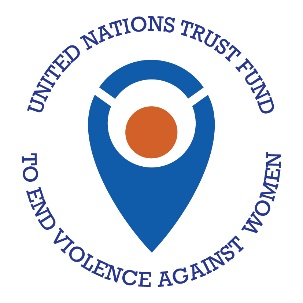 UNITED NATIONS TRUST FUND
TO END VIOLENCE AGAINST WOMEN